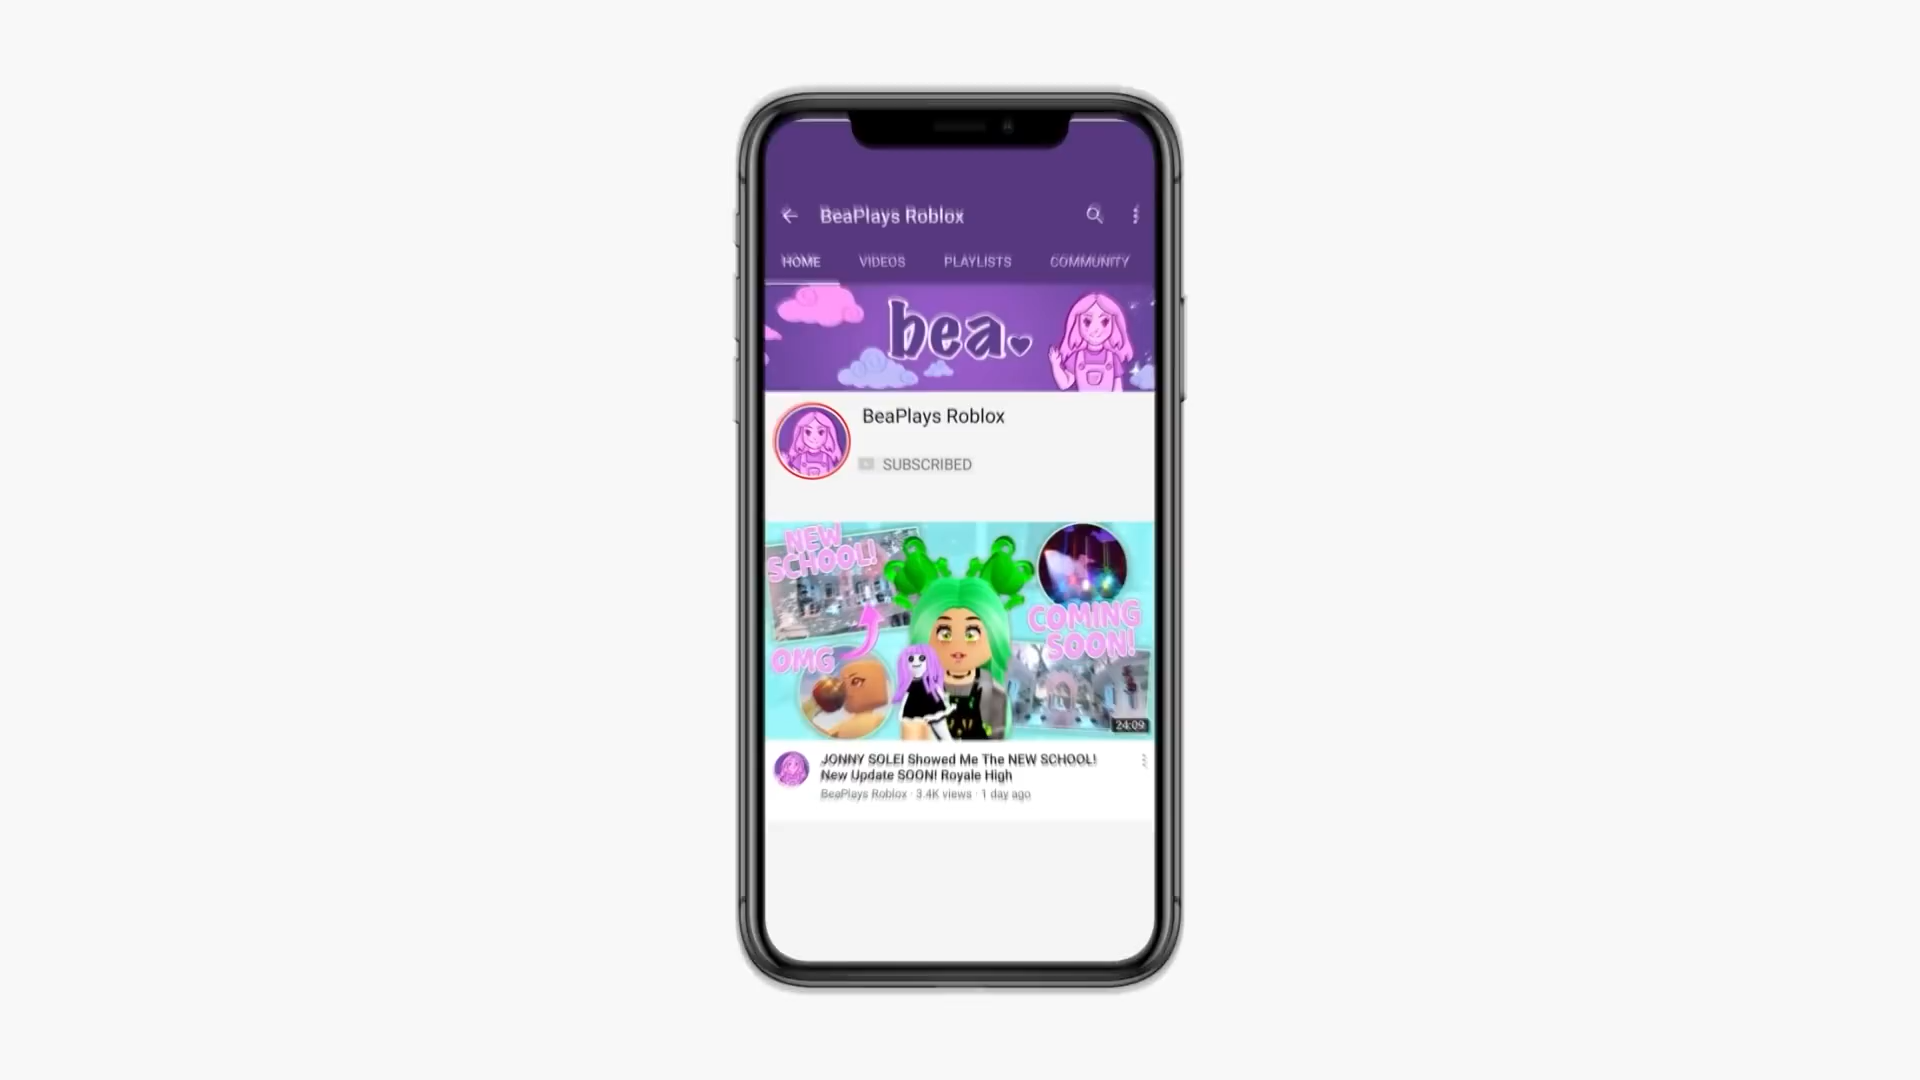 BeaPlays Roblox
HOME VIDEOS PLAYLISTS COMMUNITY
bea
BeaPlays Roblox
SUBSCRIBED
NEW
SCHOOL!
OMG
COMING
SOON!
24:09
JONNY SOLEI Showed Me The NEW SCHOOL!
New Update SOON! Royale High
BeaPlays Roblox · 3.4K views · 1 day ago